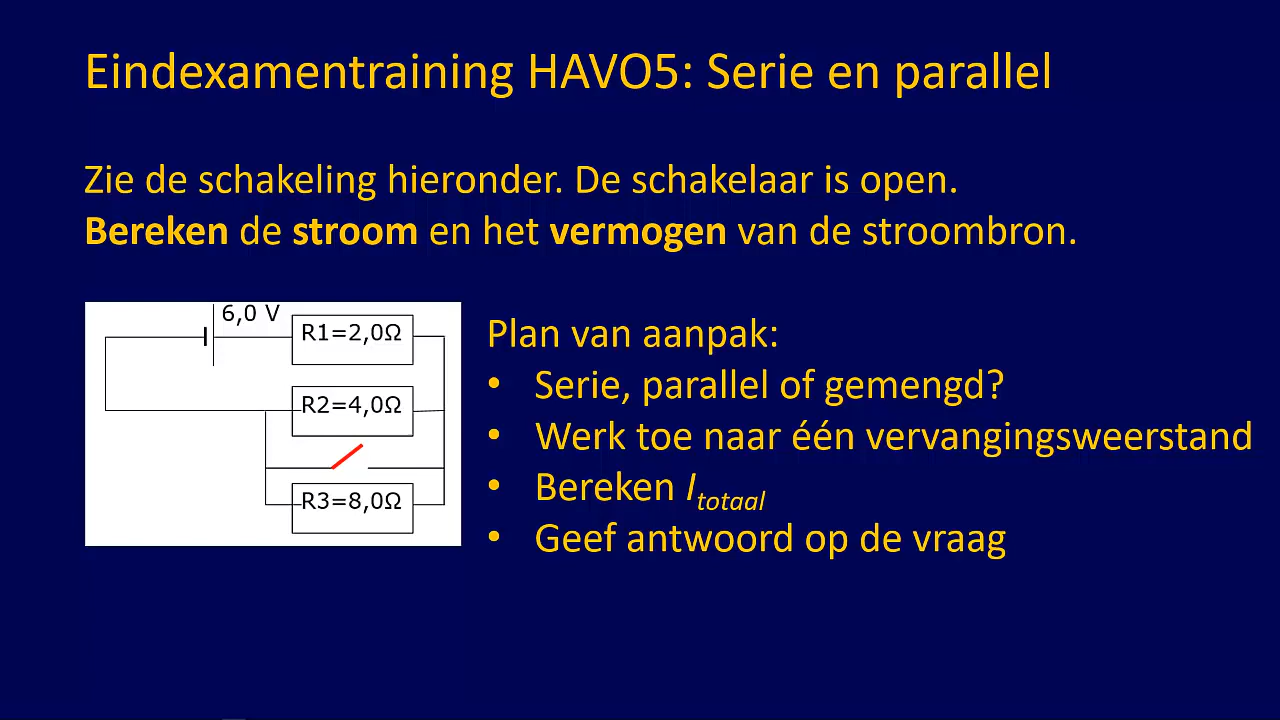 Eindexamentraining HAVO5: Serie en parallel
Zie de schakeling hieronder. De schakelaar is open.
Bereken de stroom en het vermogen van de stroombron.
6,0 V
R1=2,0Ω
R2=4,0Ω
R3=8,0Ω
Plan van aanpak:
• Serie, parallel of gemengd?
• Werk toe naar één vervangingsweerstand
• Bereken Itotaal
• Geef antwoord op de vraag